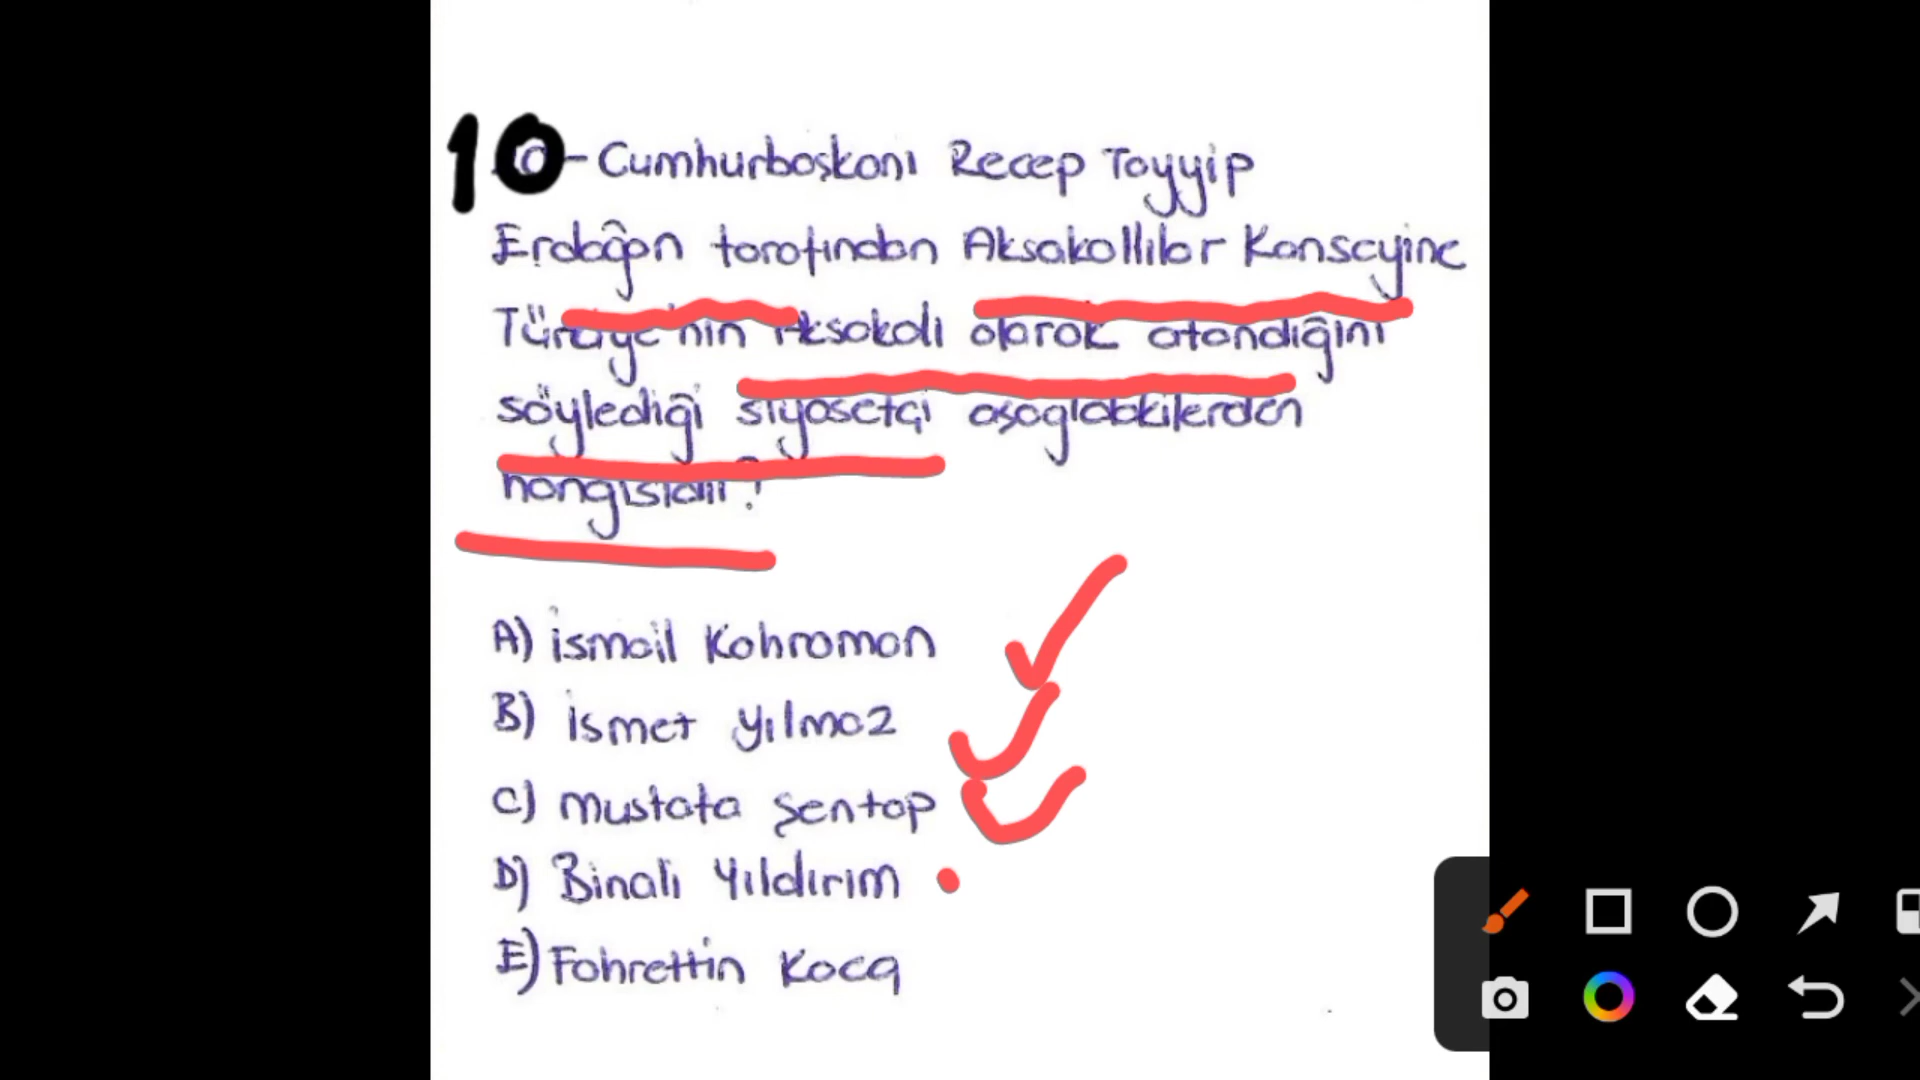 10-Cumhurbaşkanı Recep Tayyip
Erdoğan tarafından Aksakallılar Konseyine
Türkiye'nin Aksakalı olarak atandığını
söylediği siyasetçi aşağıdakilerden
hangisidir?
A) İsmail Kahraman
B) İsmet Yılmaz
C) Mustafa Şentop
D) Binali Yıldırım
E) Fahrettin Koca